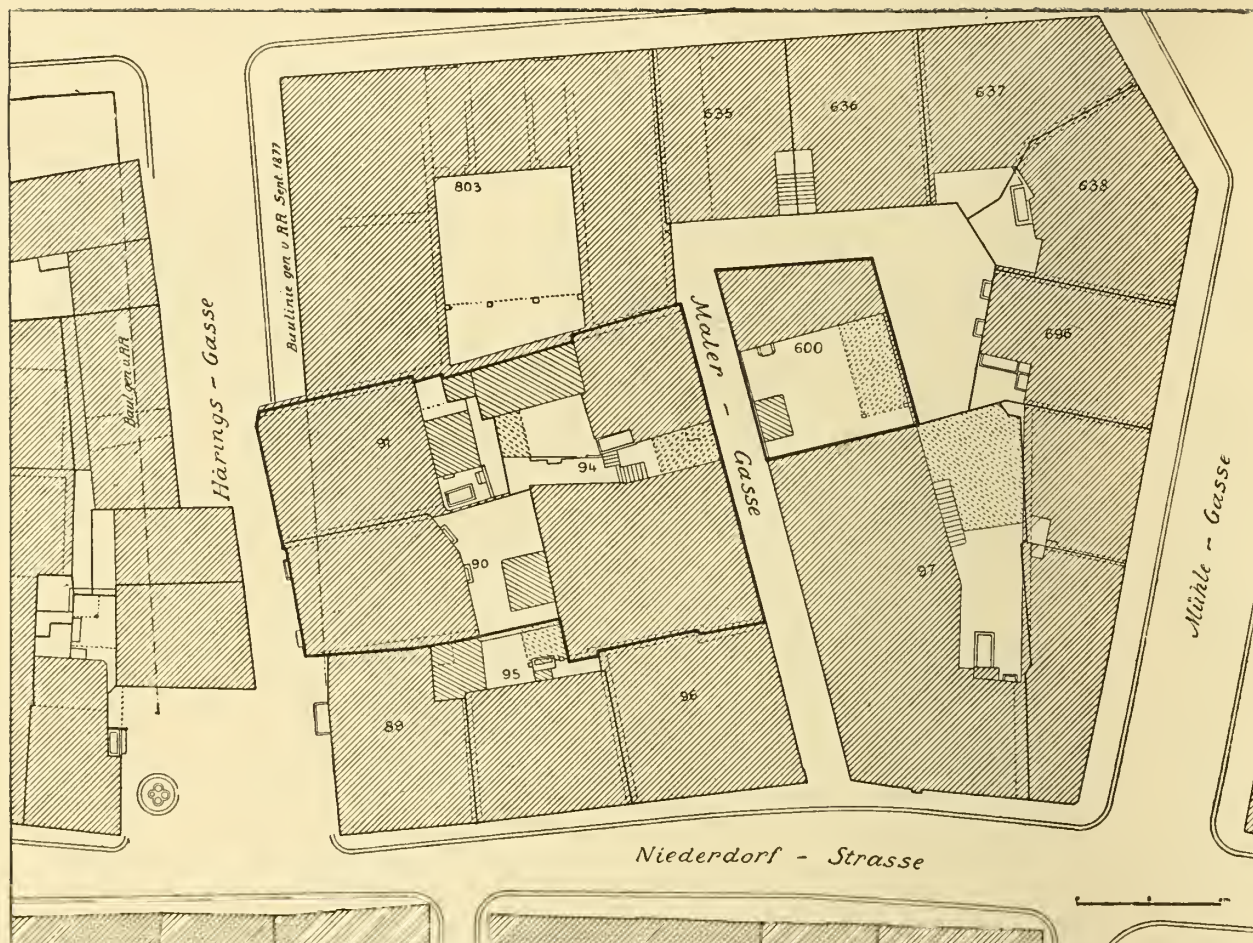 635
636
637
638
803
Baulinie gen v RR Sept. 1877
Härings - Gasse
Maler - Gasse
600
696
91
94
90
97
Mühle - Gasse
95
96
89
Niederdorf - Strasse